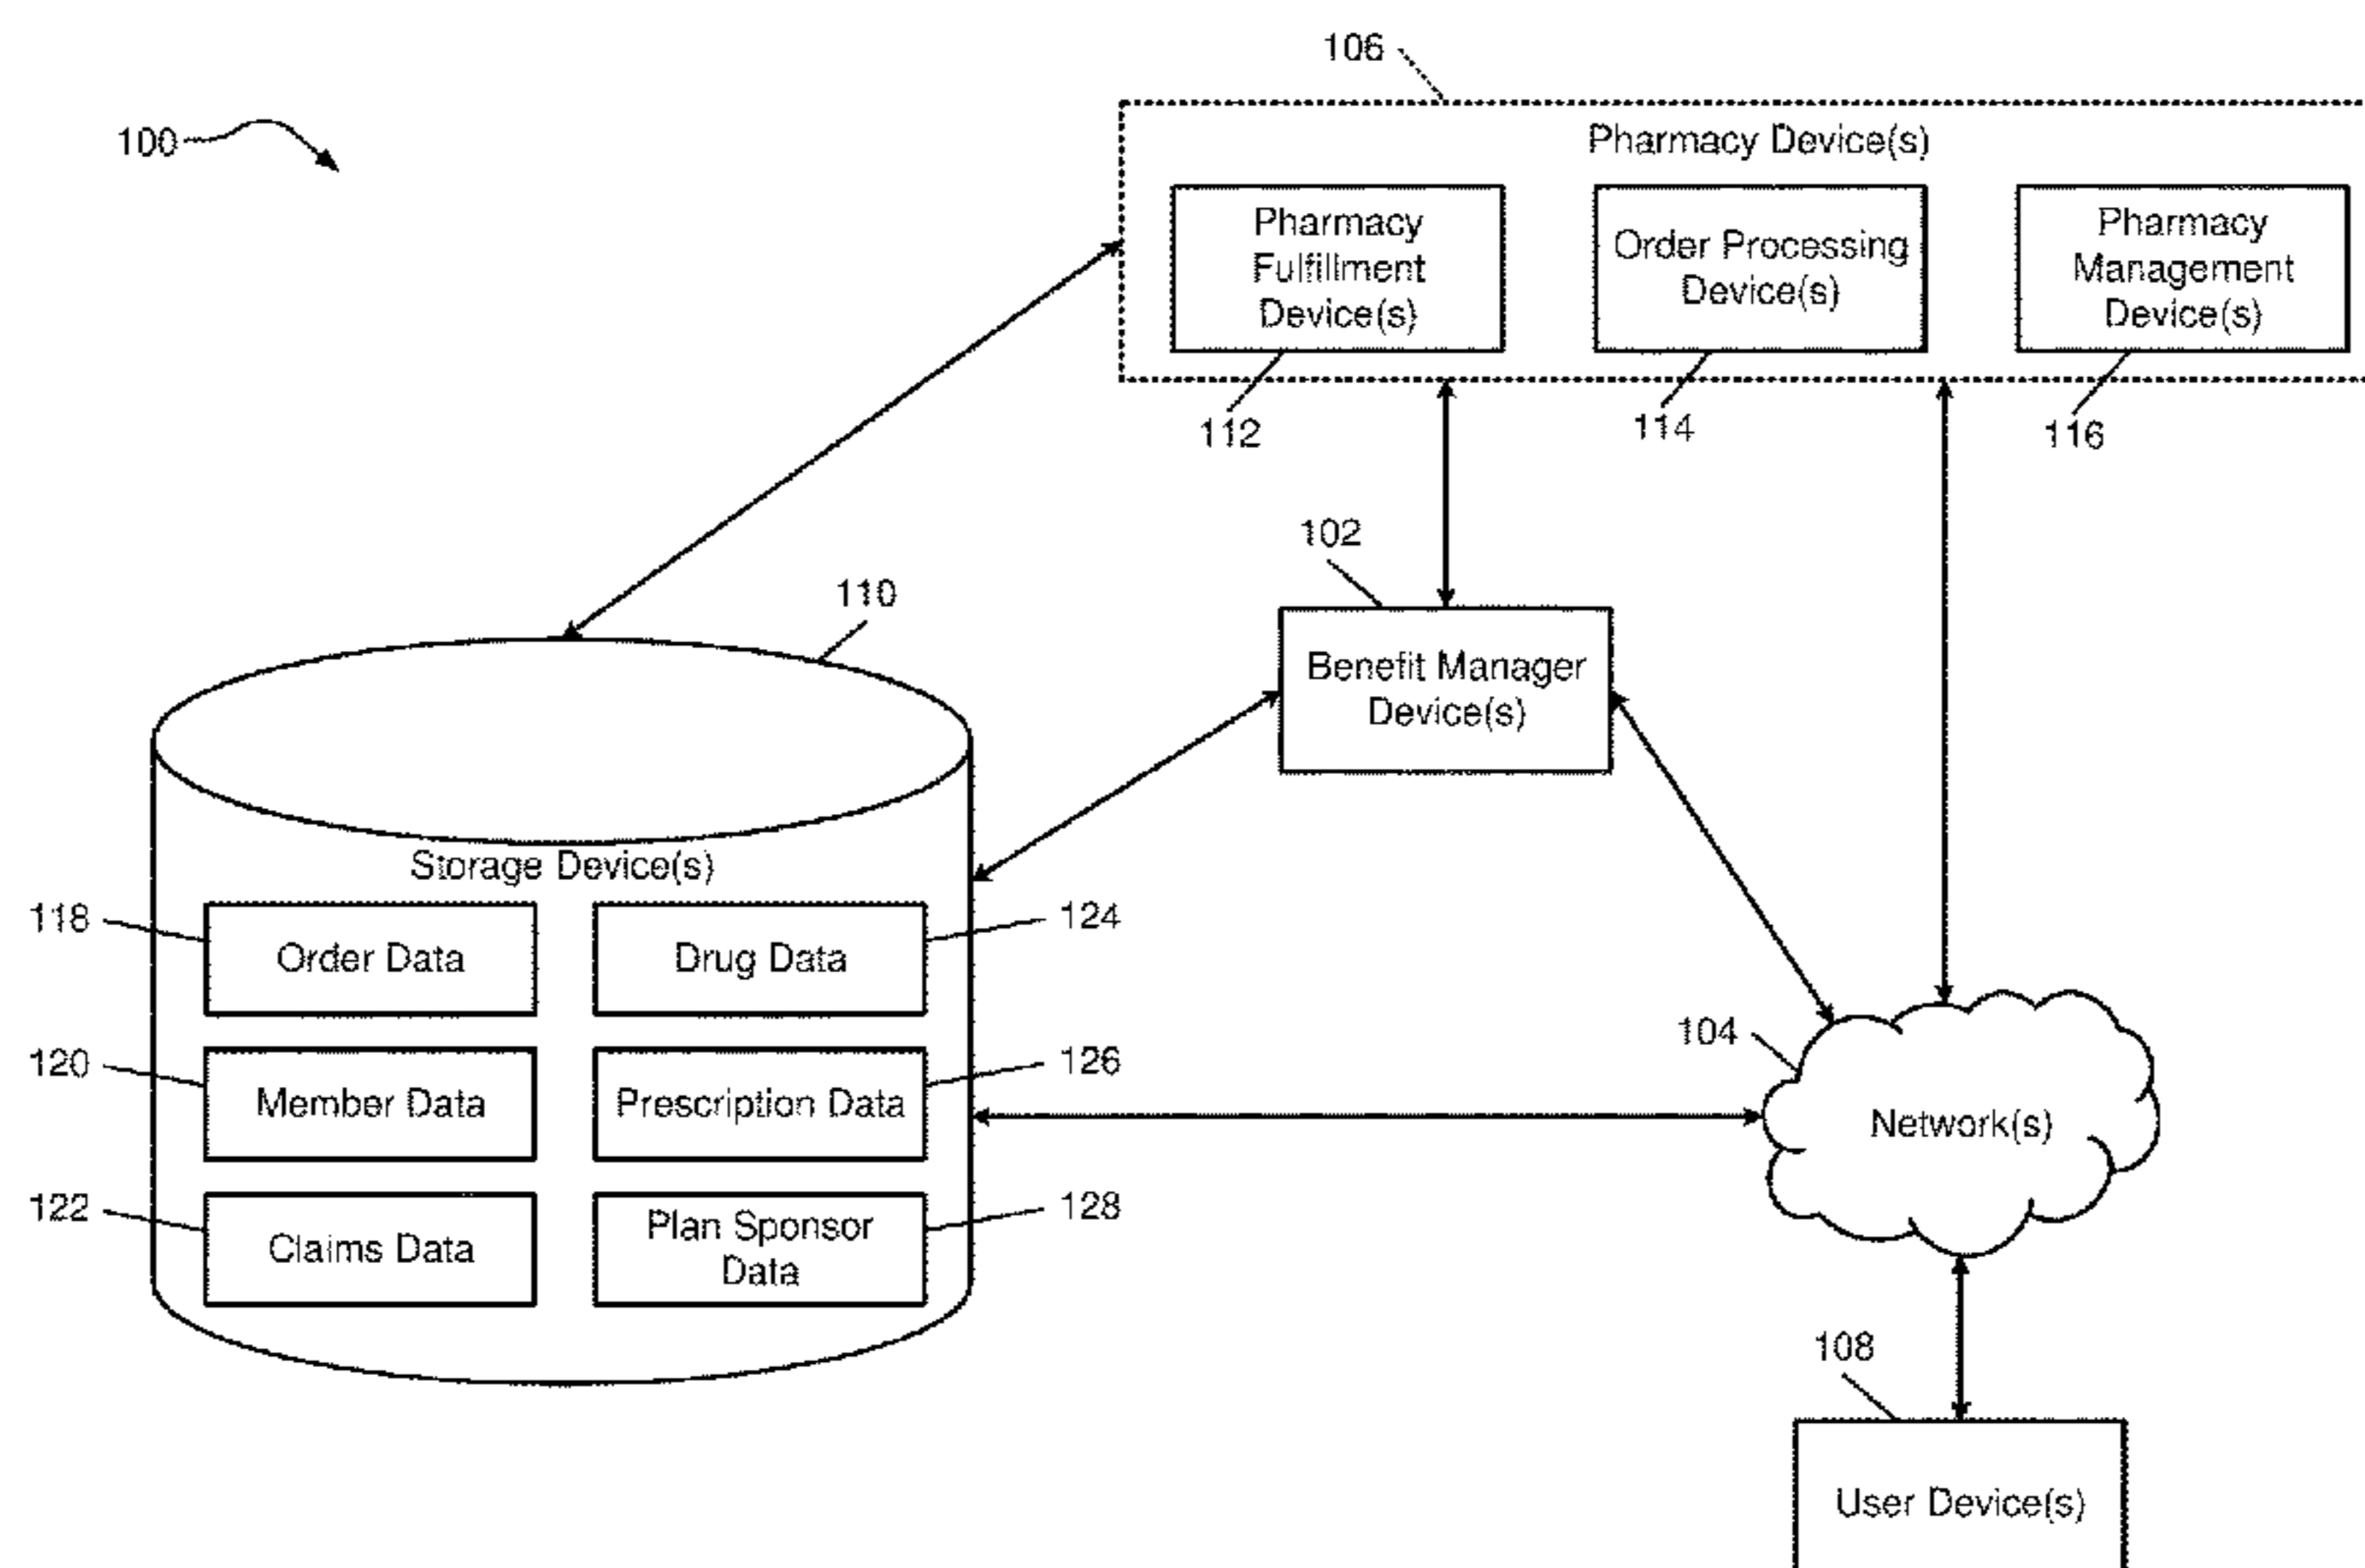 106
100
Pharmacy Device(s)
Pharmacy
Fulfillment
Device(s)
Order Processing
Device(s)
Pharmacy
Management
Device(s)
112
114
116
102
110
Benefit Manager
Device(s)
Storage Device(s)
118
Order Data
Drug Data
124
120
Member Data
Prescription Data
126
104
Network(s)
122
Claims Data
Plan Sponsor
Data
128
108
User Device(s)